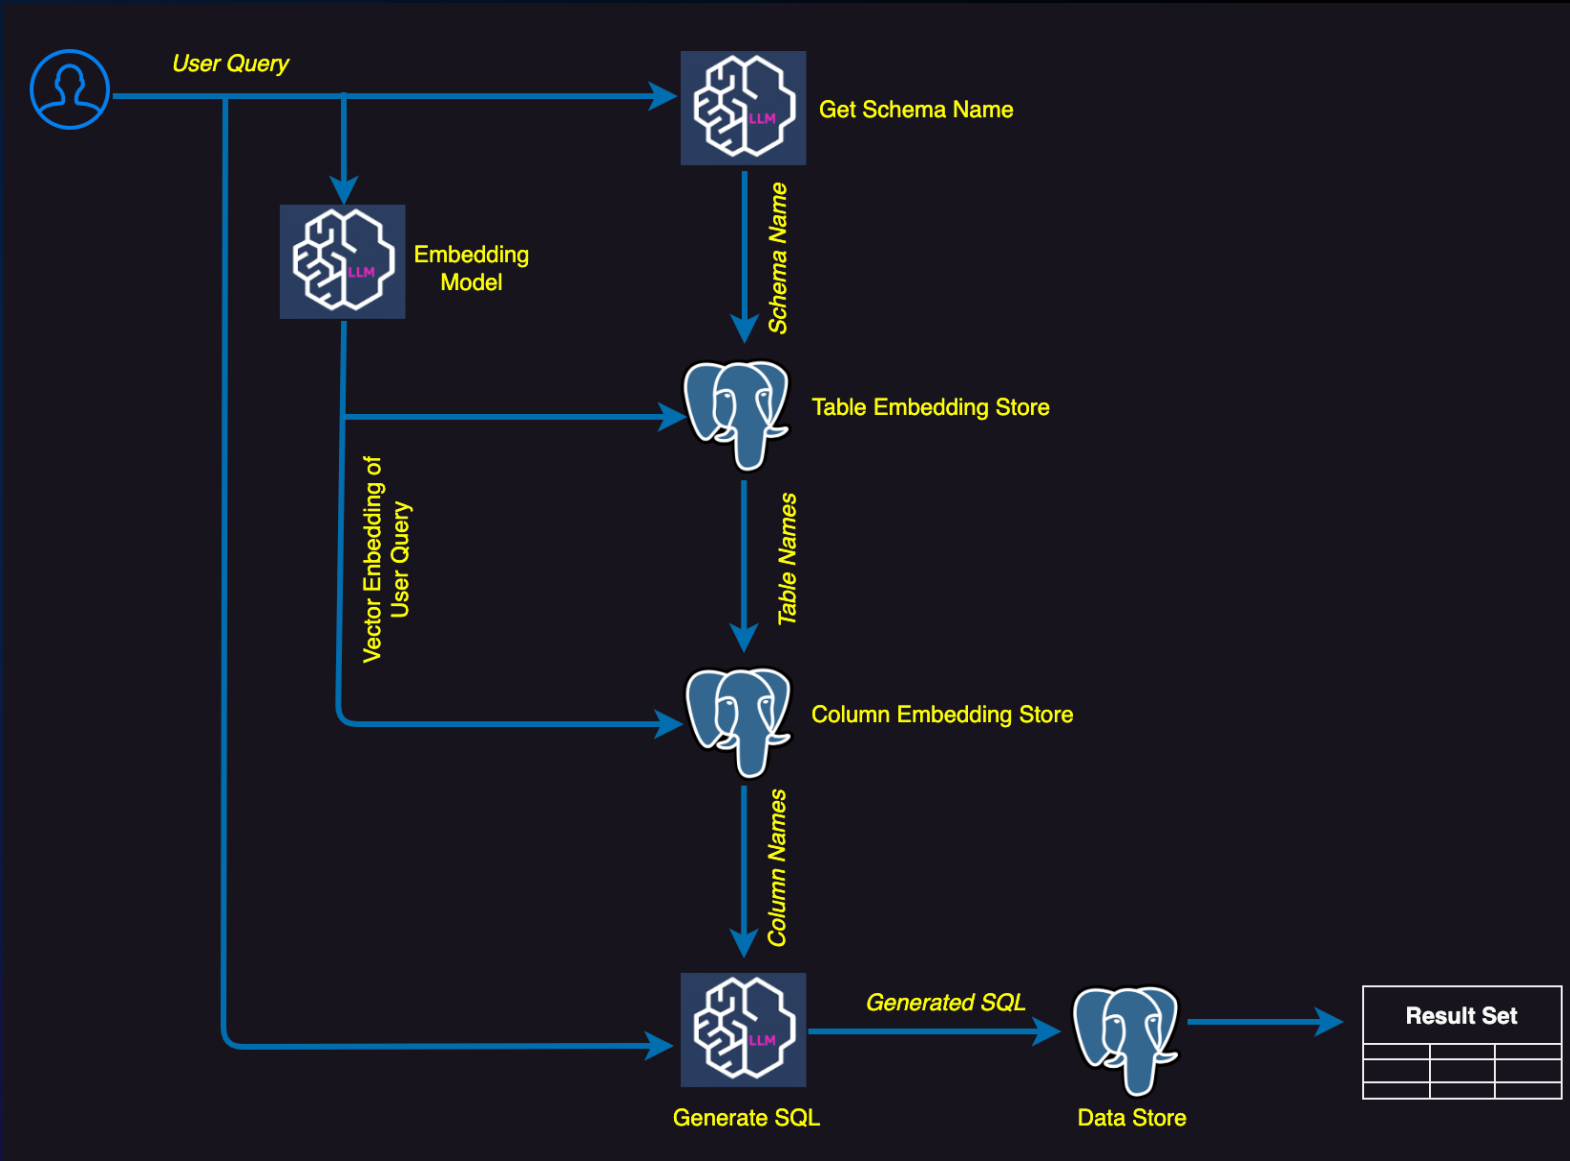 User Query
LLM
Get Schema Name
Schema Name
LLM
Embedding
Model
Table Embedding Store
Vector Enbedding of
User Query
Table Names
Column Embedding Store
Column Names
LLM
Generate SQL
Generated SQL
Data Store
Result Set